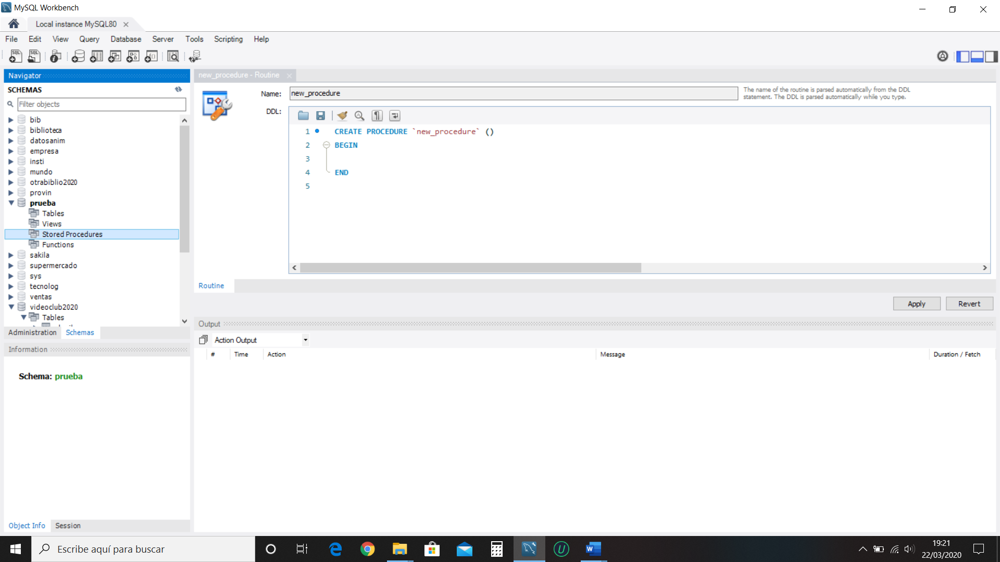 MySQL Workbench
Local instance MySQL80
File Edit View Query Database Server Tools Scripting Help
Navigator
SCHEMAS
Filter objects
bib
biblioteca
datosanim
empresa
insti
mundo
otrabiblio2020
provin
prueba
Tables
Views
Stored Procedures
Functions
sakila
supermercado
sys
tecnolog
ventas
videoclub2020
Tables
Administration Schemas
Information
Schema: prueba
Object Info Session
new_procedure - Routine
Name: new_procedure
The name of the routine is parsed automatically from the DDL
statement. The DDL is parsed automatically while you type.
DDL:
1 CREATE PROCEDURE `new_procedure` ()
2 BEGIN
3
4 END
5
Routine
Apply Revert
Output
Action Output
# Time Action Message Duration / Fetch
Escribe aquí para buscar
19:21
22/03/2020